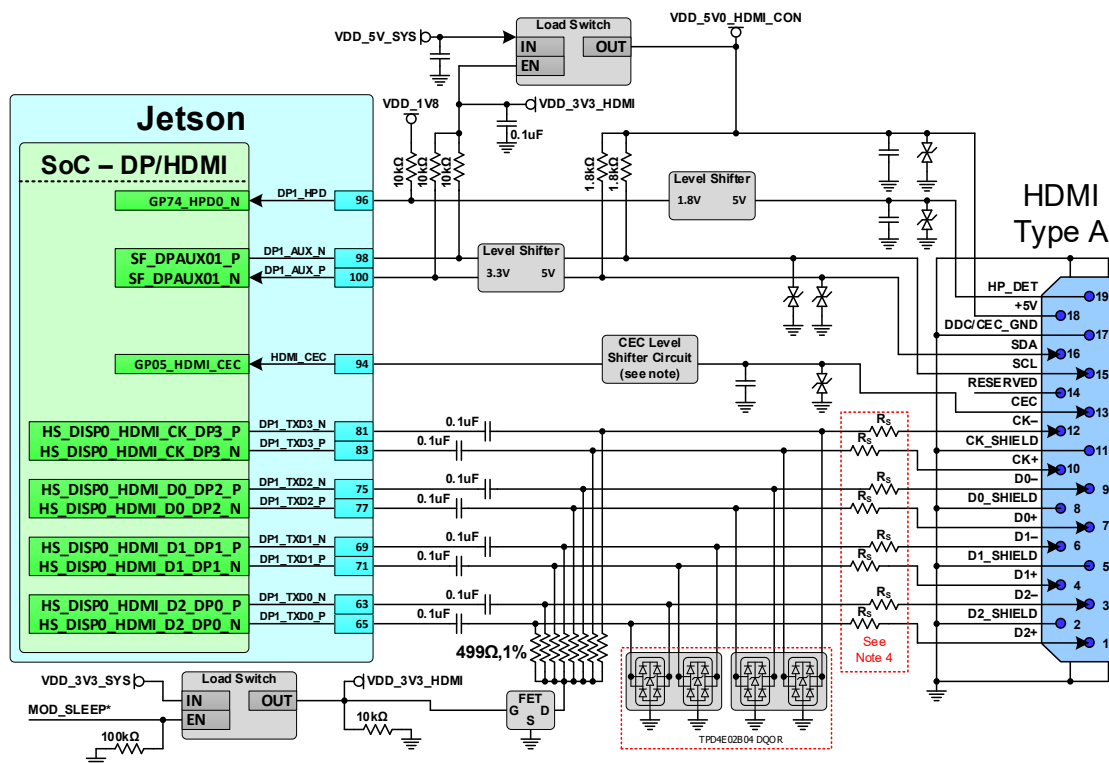 Load Switch
VDD_5V0_HDMI_CON
VDD_5V_SYS
IN
OUT
EN
VDD_1V8
VDD_3V3_HDMI
0.1uF
Jetson
10kΩ
10kΩ
10kΩ
1.8kΩ
1.8kΩ
SoC – DP/HDMI
Level Shifter
1.8V 5V
HDMI
Type A
GP74_HPD0_N
DP1_HPD
96
SF_DPAUX01_P
DP1_AUX_N
98
SF_DPAUX01_N
DP1_AUX_P
100
Level Shifter
3.3V 5V
HP_DET
19
+5V
18
DDC/CEC_GND
17
SDA
16
SCL
15
RESERVED
14
CEC
13
CK–
12
CK_SHIELD
11
CK+
10
D0–
9
D0_SHIELD
8
D0+
7
D1–
6
D1_SHIELD
5
D1+
4
D2–
3
D2_SHIELD
2
D2+
1
GP05_HDMI_CEC
HDMI_CEC
94
CEC Level
Shifter Circuit
(see note)
HS_DISP0_HDMI_CK_DP3_P
DP1_TXD3_N
81
0.1uF
RS
HS_DISP0_HDMI_CK_DP3_N
DP1_TXD3_P
83
0.1uF
RS
HS_DISP0_HDMI_D0_DP2_P
DP1_TXD2_N
75
0.1uF
RS
HS_DISP0_HDMI_D0_DP2_N
DP1_TXD2_P
77
0.1uF
RS
HS_DISP0_HDMI_D1_DP1_P
DP1_TXD1_N
69
0.1uF
RS
HS_DISP0_HDMI_D1_DP1_N
DP1_TXD1_P
71
0.1uF
RS
HS_DISP0_HDMI_D2_DP0_P
DP1_TXD0_N
63
0.1uF
RS
HS_DISP0_HDMI_D2_DP0_N
DP1_TXD0_P
65
0.1uF
RS
499Ω,1%
See
Note 4
VDD_3V3_SYS
Load Switch
VDD_3V3_HDMI
IN
OUT
MOD_SLEEP*
EN
100kΩ
10kΩ
FET
G D
S
TPD4E02B04 DQOR